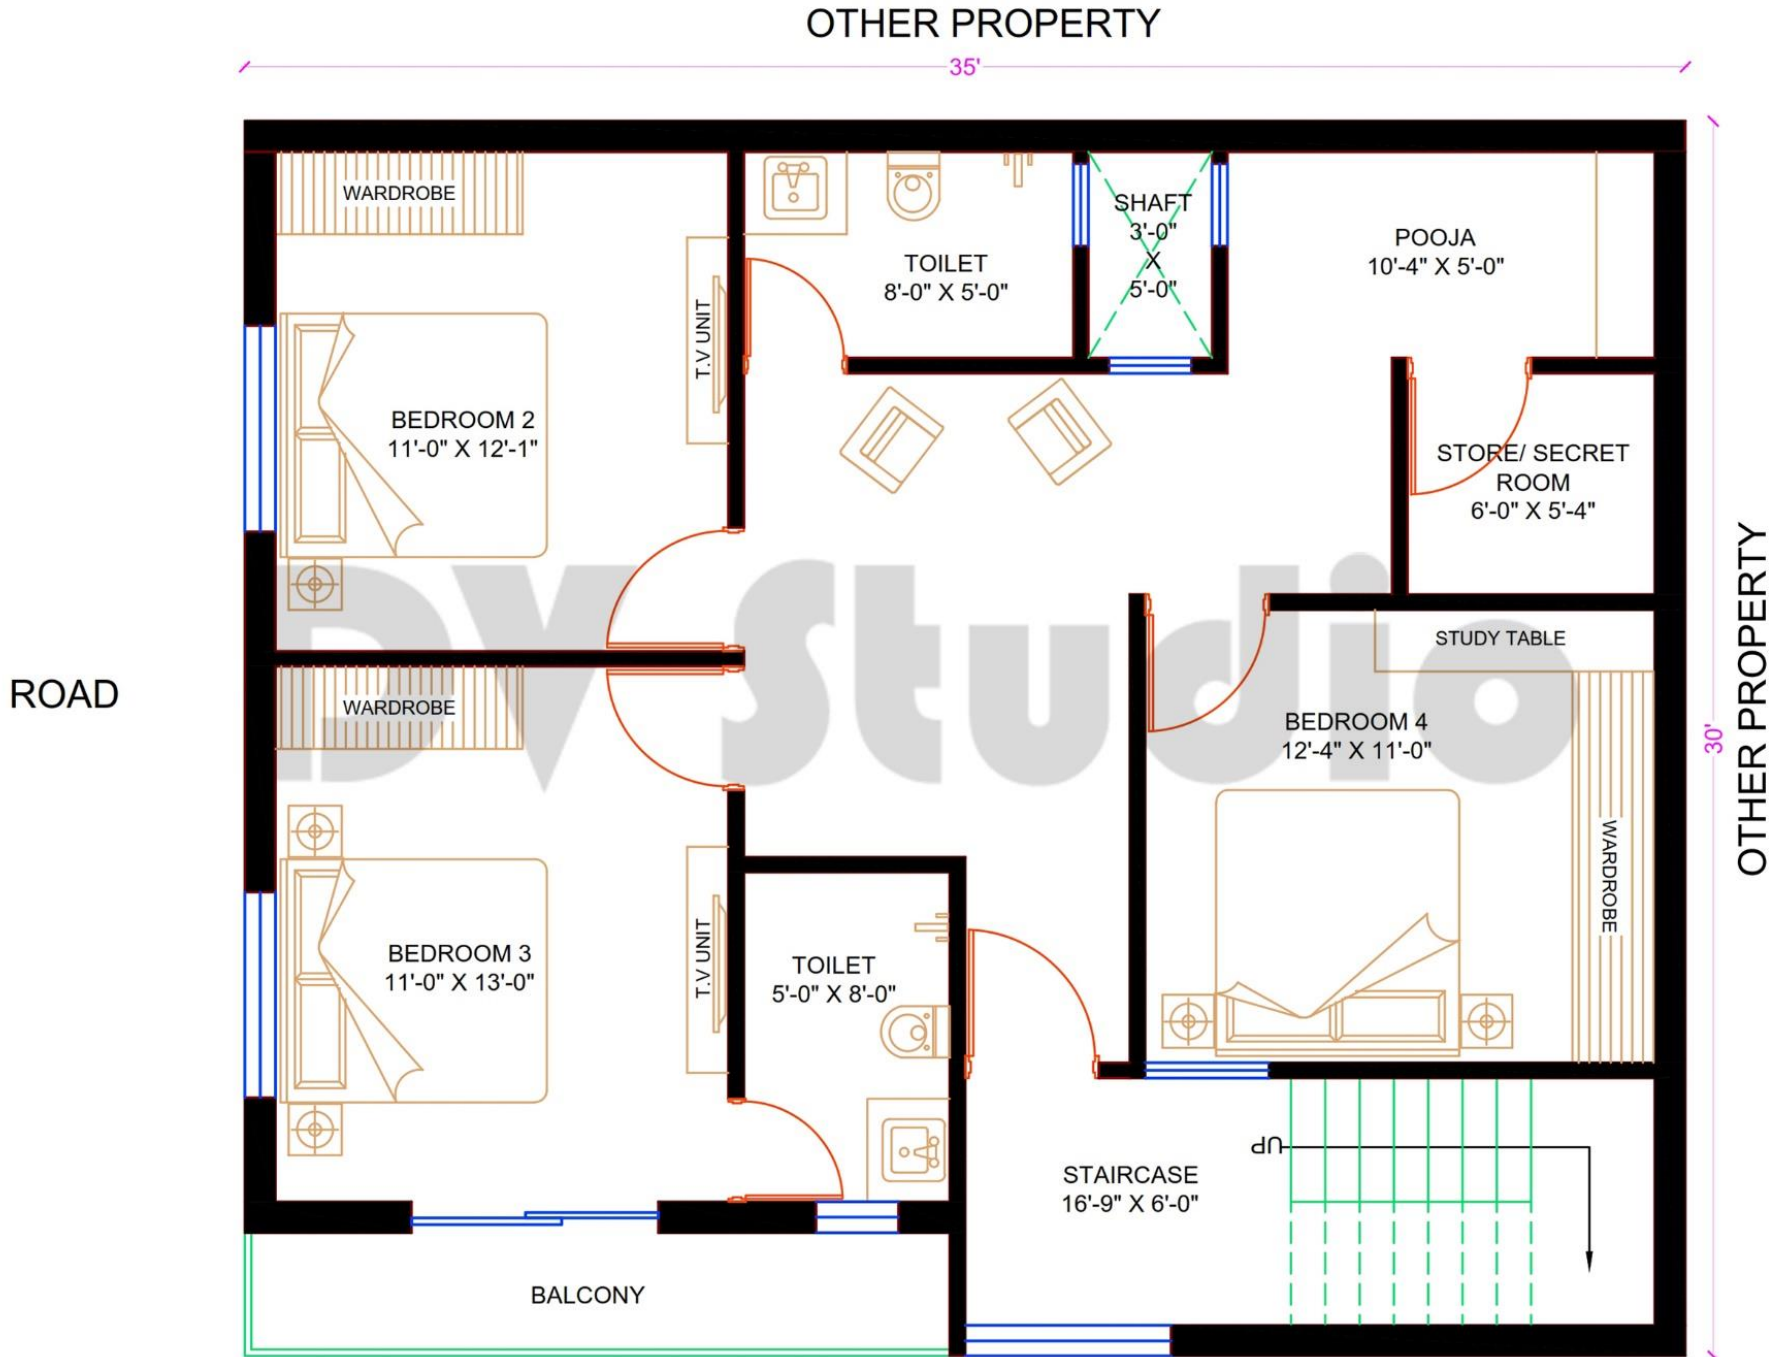 OTHER PROPERTY
35'
WARDROBE
SHAFT
3'-0"
X
5'-0"
POOJA
10'-4" X 5'-0"
TOILET
8'-0" X 5'-0"
T.V UNIT
BEDROOM 2
11'-0" X 12'-1"
STORE/ SECRET
ROOM
6'-0" X 5'-4"
OTHER PROPERTY
30'
DV Studio
STUDY TABLE
ROAD
WARDROBE
BEDROOM 4
12'-4" X 11'-0"
WARDROBE
BEDROOM 3
11'-0" X 13'-0"
T.V UNIT
TOILET
5'-0" X 8'-0"
UP
STAIRCASE
16'-9" X 6'-0"
BALCONY